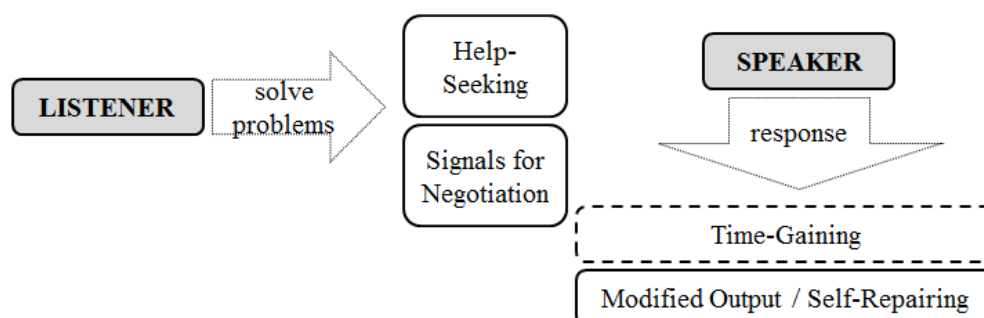 LISTENER
solve
problems
Help-
Seeking
Signals for
Negotiation
SPEAKER
response
Time-Gaining
Modified Output / Self-Repairing